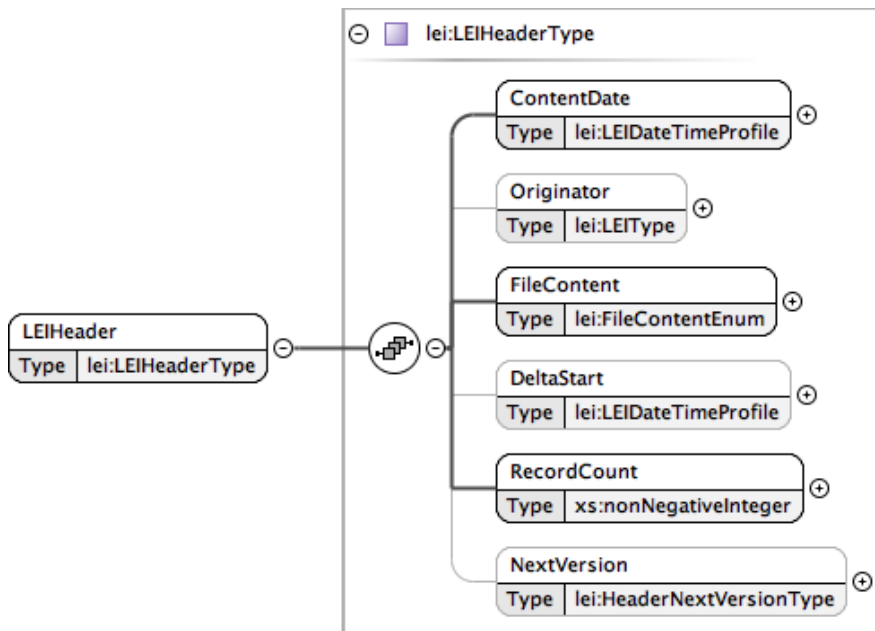 lei:LEIHeaderType
ContentDate
Type lei:LEIDateTimeProfile
Originator
Type lei:LEIType
FileContent
Type lei:FileContentEnum
LEIHeader
Type lei:LEIHeaderType
DeltaStart
Type lei:LEIDateTimeProfile
RecordCount
Type xs:nonNegativeInteger
NextVersion
Type lei:HeaderNextVersionType